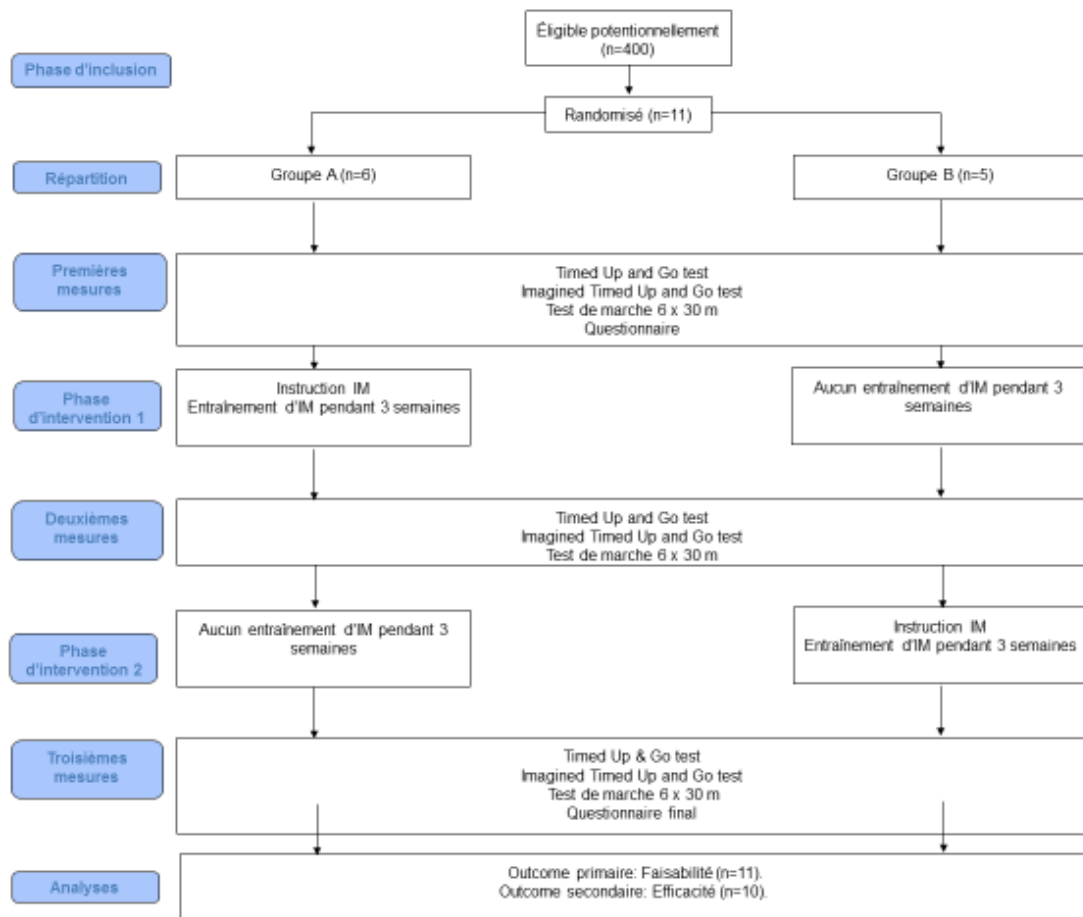 Éligible potentionnellement
(n=400)
Phase d'inclusion
Randomisé (n=11)
Répartition
Groupe A (n=6)
Groupe B (n=5)
Premières
mesures
Timed Up and Go test
Imagined Timed Up and Go test
Test de marche 6 x 30 m
Questionnaire
Phase
d'intervention 1
Instruction IM
Entraînement d'IM pendant 3 semaines
Aucun entraînement d'IM pendant 3
semaines
Deuxièmes
mesures
Timed Up and Go test
Imagined Timed Up and Go test
Test de marche 6 x 30 m
Phase
d'intervention 2
Aucun entraînement d'IM pendant 3
semaines
Instruction IM
Entraînement d'IM pendant 3 semaines
Troisièmes
mesures
Timed Up & Go test
Imagined Timed Up and Go test
Test de marche 6 x 30 m
Questionnaire final
Analyses
Outcome primaire: Faisabilité (n=11).
Outcome secondaire: Efficacité (n=10).